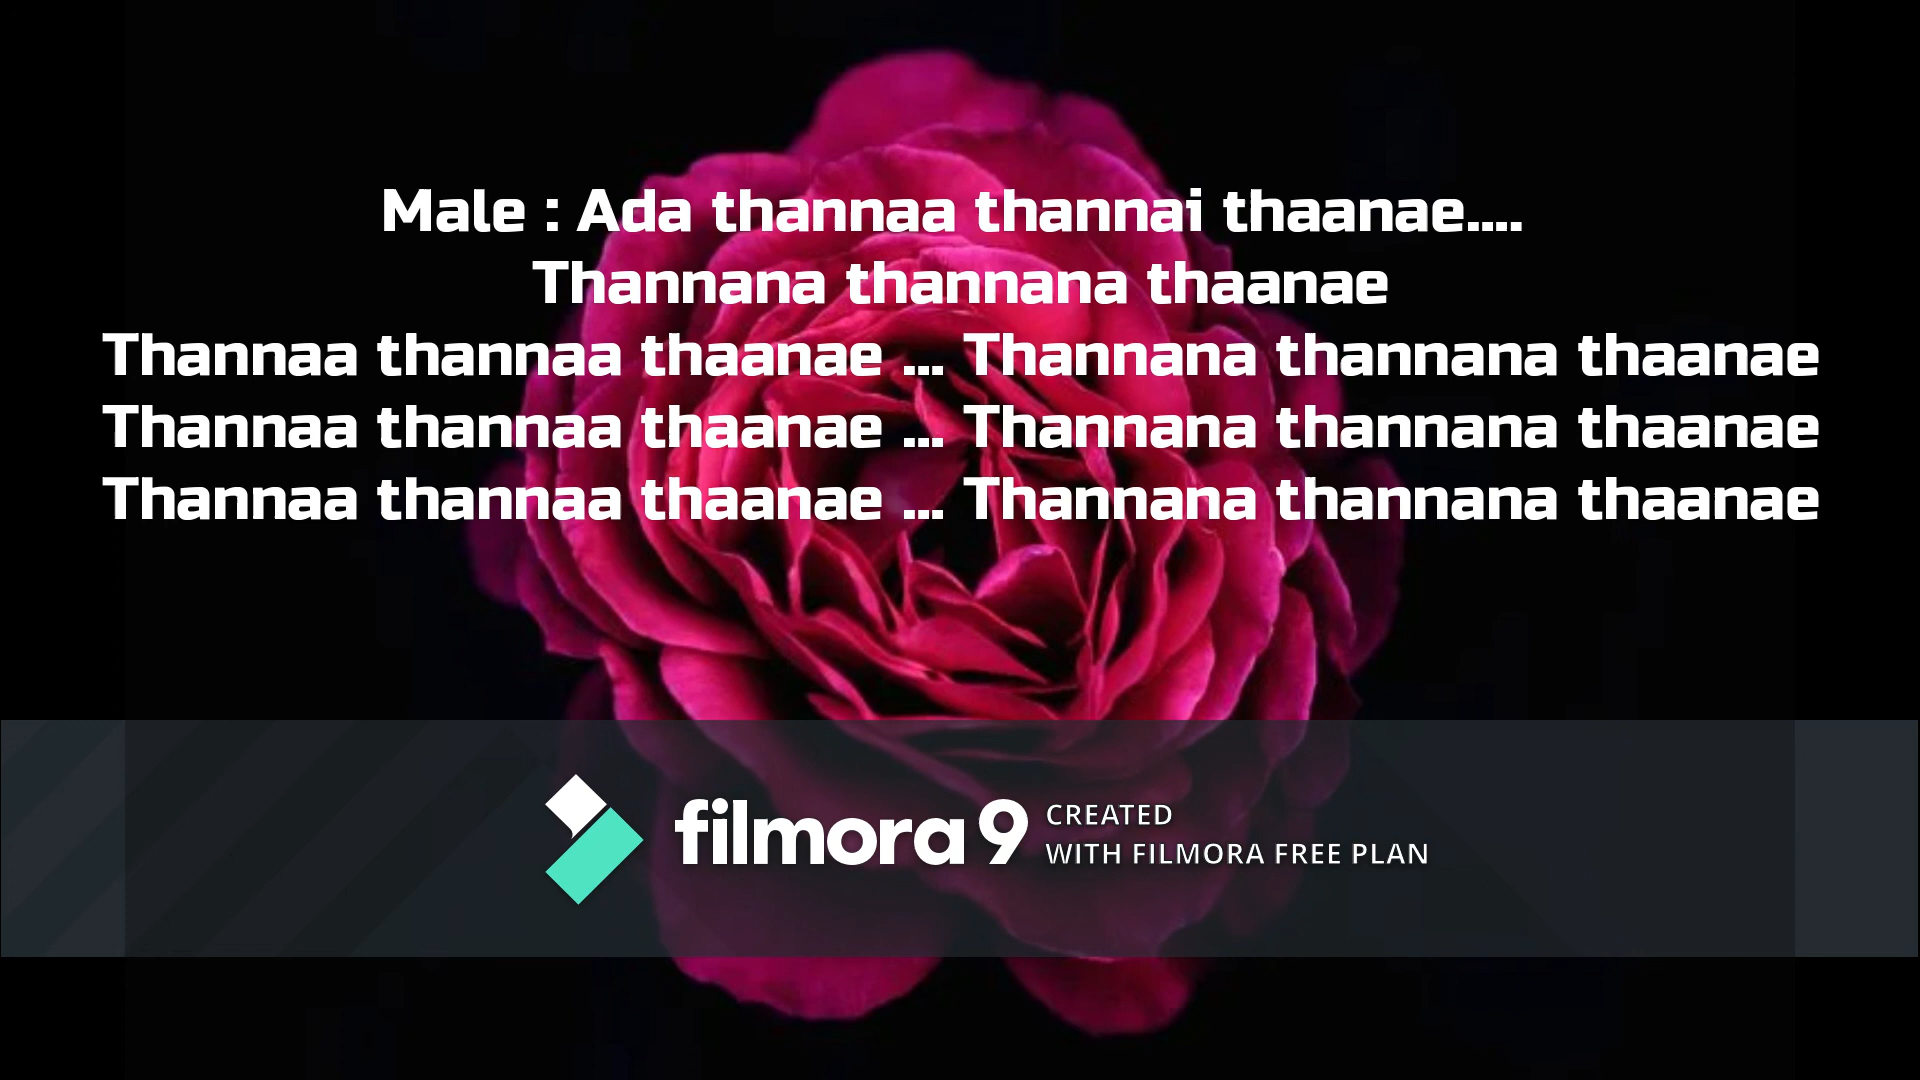 Male : Ada thannaa thannai thaanae....
Thannana thannana thaanae
Thannaa thannaa thaanae ... Thannana thannana thaanae
Thannaa thannaa thaanae ... Thannana thannana thaanae
Thannaa thannaa thaanae ... Thannana thannana thaanae
filmora 9 CREATED
WITH FILMORA FREE PLAN